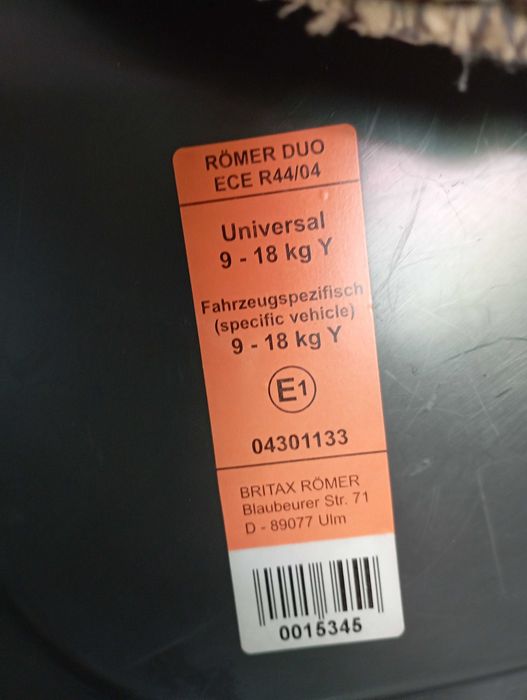 RÖMER DUO
ECE R44/04
Universal
9 - 18 kg Y
Fahrzeugspezifisch
(specific vehicle)
9 - 18 kg Y
E1
04301133
BRITAX RÖMER
Blaubeurer Str. 71
D - 89077 Ulm
0015345